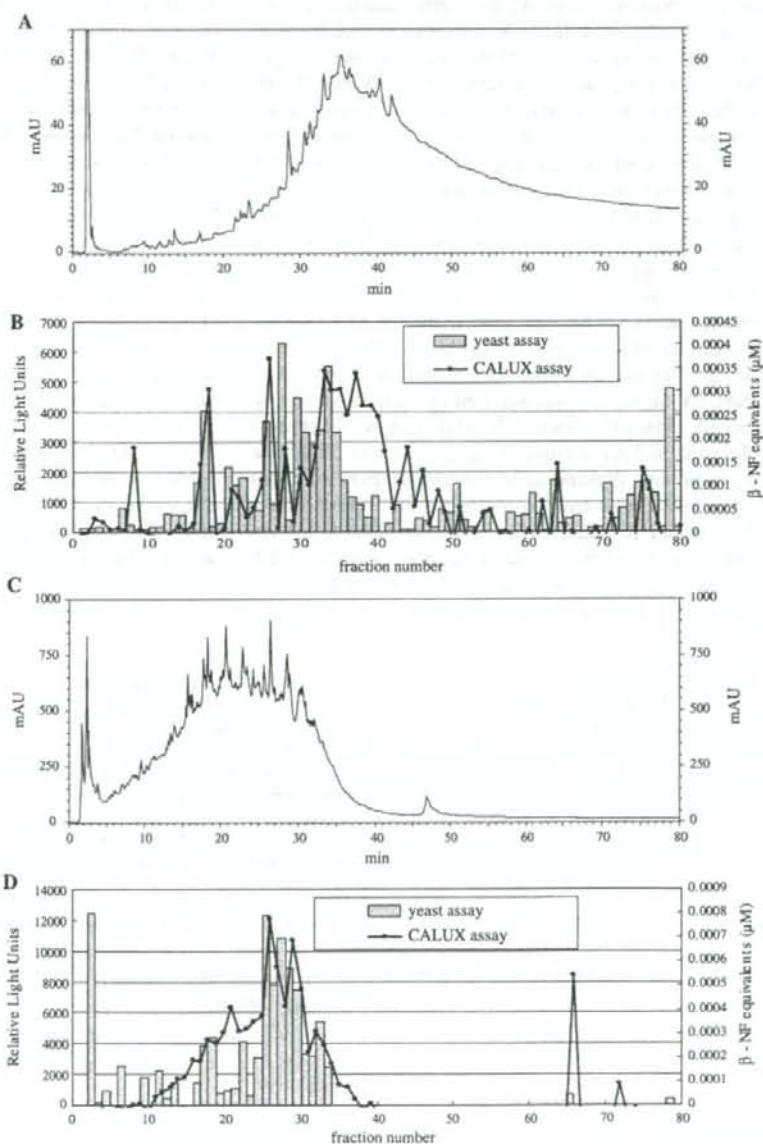 A
60
40
20
0
mAU
60
40
20
0
mAU
0 10 20 30 40 50 60 70 80
min
B
7000
6000
5000
4000
3000
2000
1000
0
Relative Light Units
yeast assay
CALUX assay
0.00045
0.0004
0.00035
0.0003
0.00025
0.0002
0.00015
0.0001
0.00005
0
β - NF equivalents (µM)
0 10 20 30 40 50 60 70 80
fraction number
C
1000
750
500
250
0
mAU
1000
750
500
250
0
mAU
0 10 20 30 40 50 60 70 80
min
D
14000
12000
10000
8000
6000
4000
2000
0
Relative Light Units
yeast assay
CALUX assay
0.0009
0.0008
0.0007
0.0006
0.0005
0.0004
0.0003
0.0002
0.0001
0
β - NF equivalents (µM)
0 10 20 30 40 50 60 70 80
fraction number